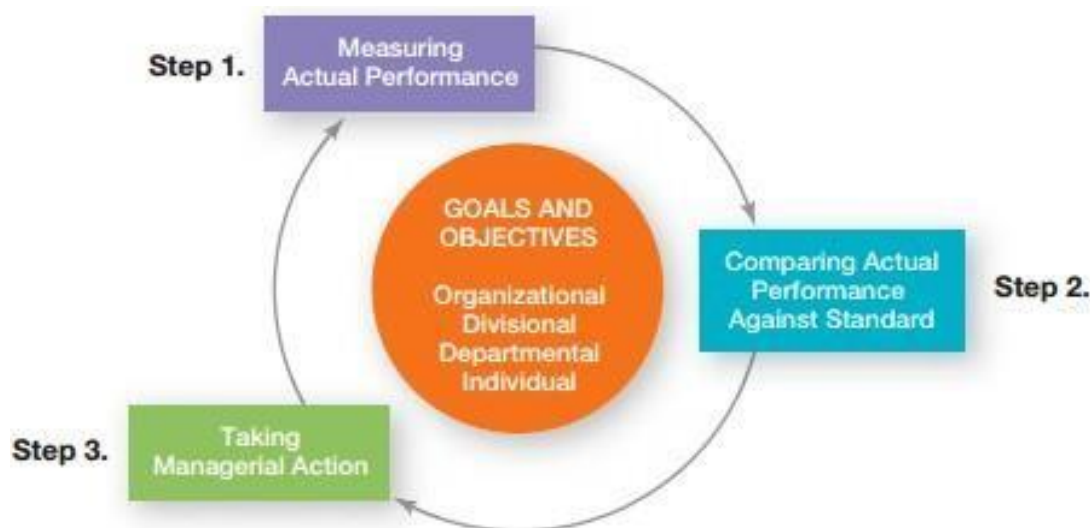 Step 1.
Measuring
Actual Performance
GOALS AND
OBJECTIVES
Organizational
Divisional
Departmental
Individual
Comparing Actual
Performance
Against Standard
Step 2.
Step 3.
Taking
Managerial Action